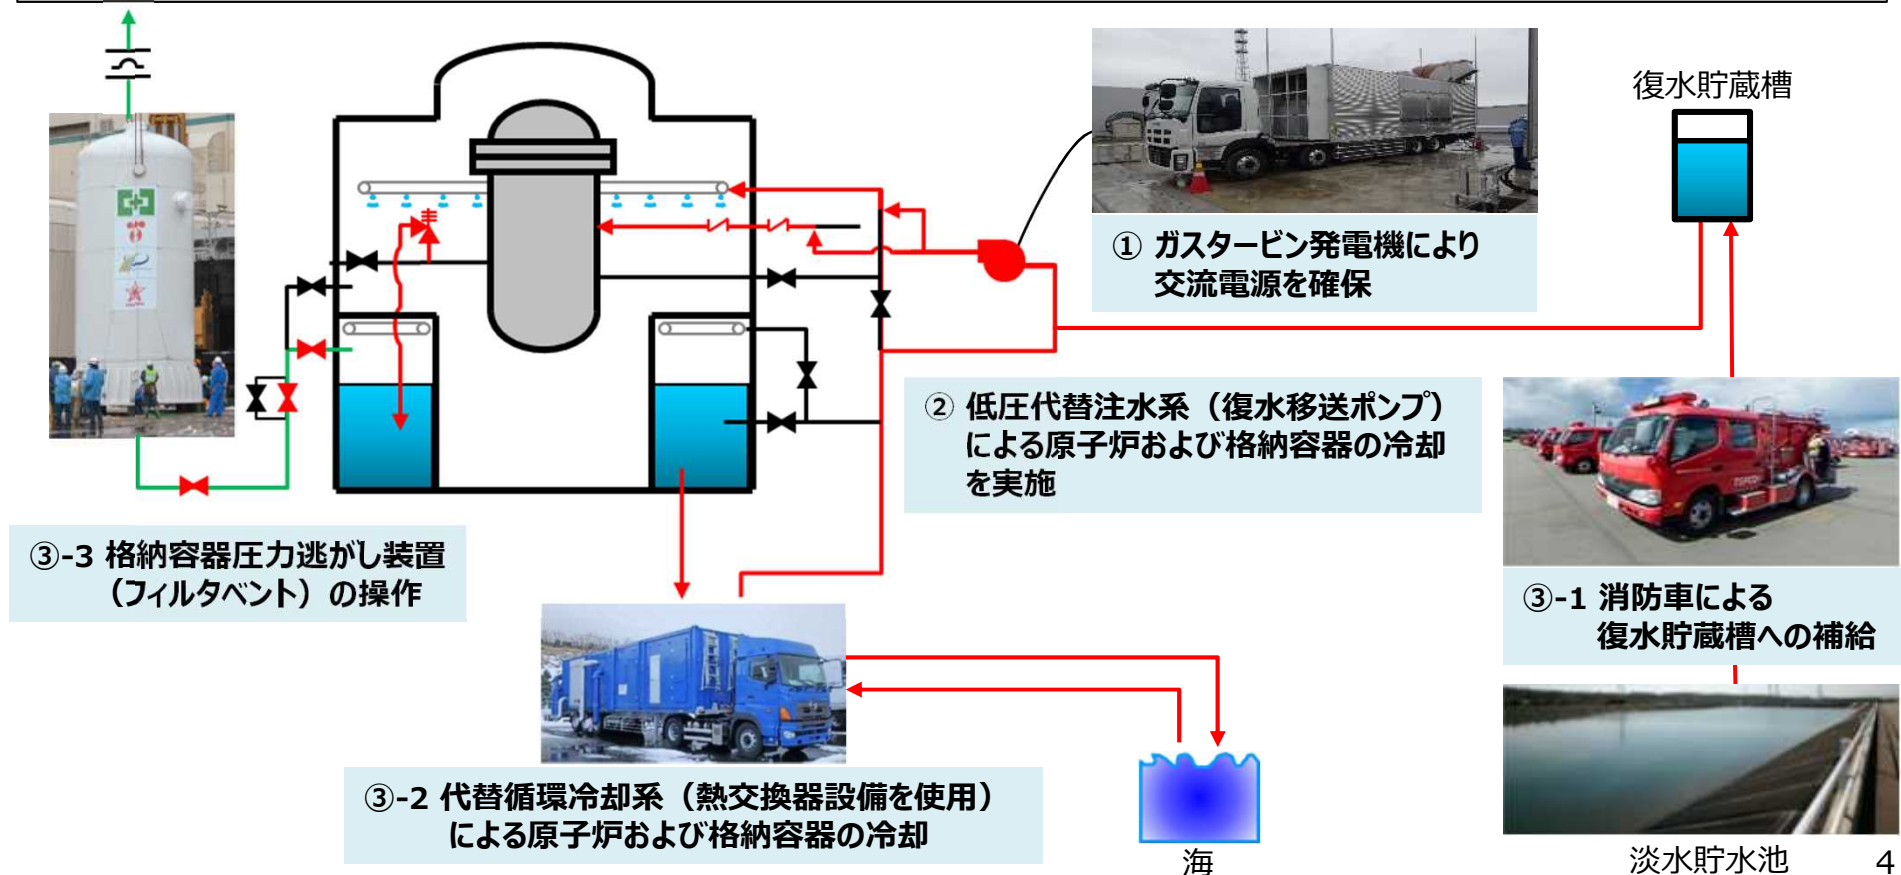 復水貯蔵槽
① ガスタービン発電機により
交流電源を確保
② 低圧代替注水系（復水移送ポンプ）
による原子炉および格納容器の冷却
を実施
③-3 格納容器圧力逃がし装置
（フィルタベント）の操作
③-1 消防車による
復水貯蔵槽への補給
③-2 代替循環冷却系（熱交換器設備を使用）
による原子炉および格納容器の冷却
海
淡水貯水池
4